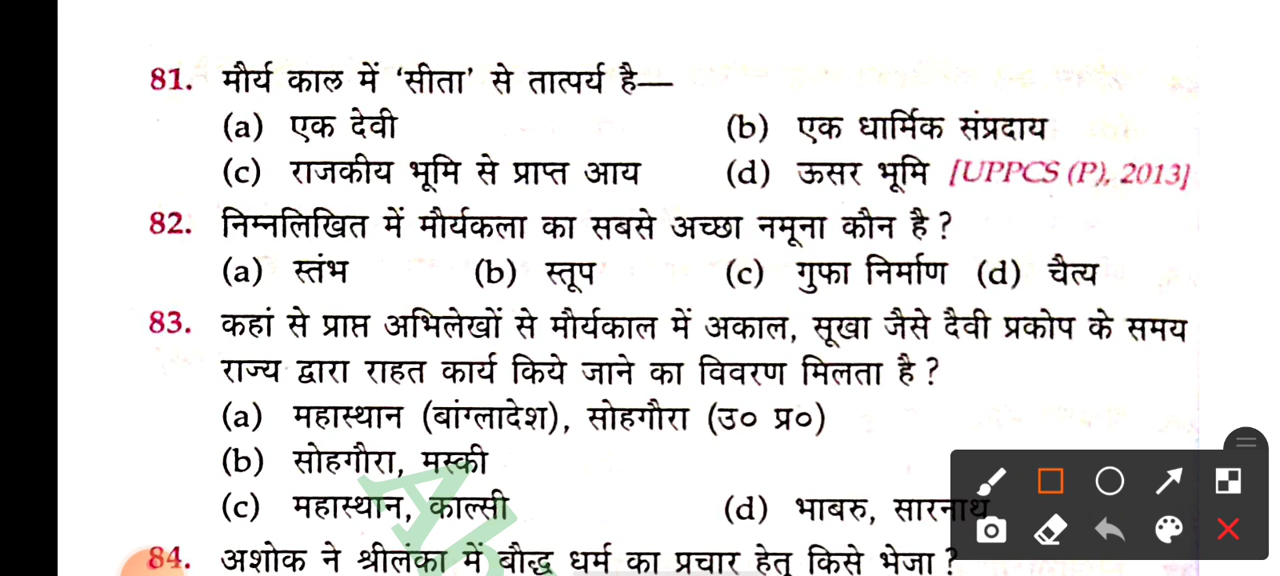 81. मौर्य काल में ‘सीता’ से तात्पर्य है—
(a) एक देवी (b) एक धार्मिक संप्रदाय
(c) राजकीय भूमि से प्राप्त आय (d) ऊसर भूमि [UPPCS (P), 2013]
82. निम्नलिखित में मौर्यकला का सबसे अच्छा नमूना कौन है ?
(a) स्तंभ (b) स्तूप (c) गुफा निर्माण (d) चैत्य
83. कहां से प्राप्त अभिलेखों से मौर्यकाल में अकाल, सूखा जैसे दैवी प्रकोप के समय
राज्य द्वारा राहत कार्य किये जाने का विवरण मिलता है ?
(a) महास्थान (बांग्लादेश), सोहगौरा (उ० प्र०)
(b) सोहगौरा, मस्की
(c) महास्थान, काल्सी (d) भाबरु, सारनाथ
84. अशोक ने श्रीलंका में बौद्ध धर्म का प्रचार हेतु किसे भेजा ?